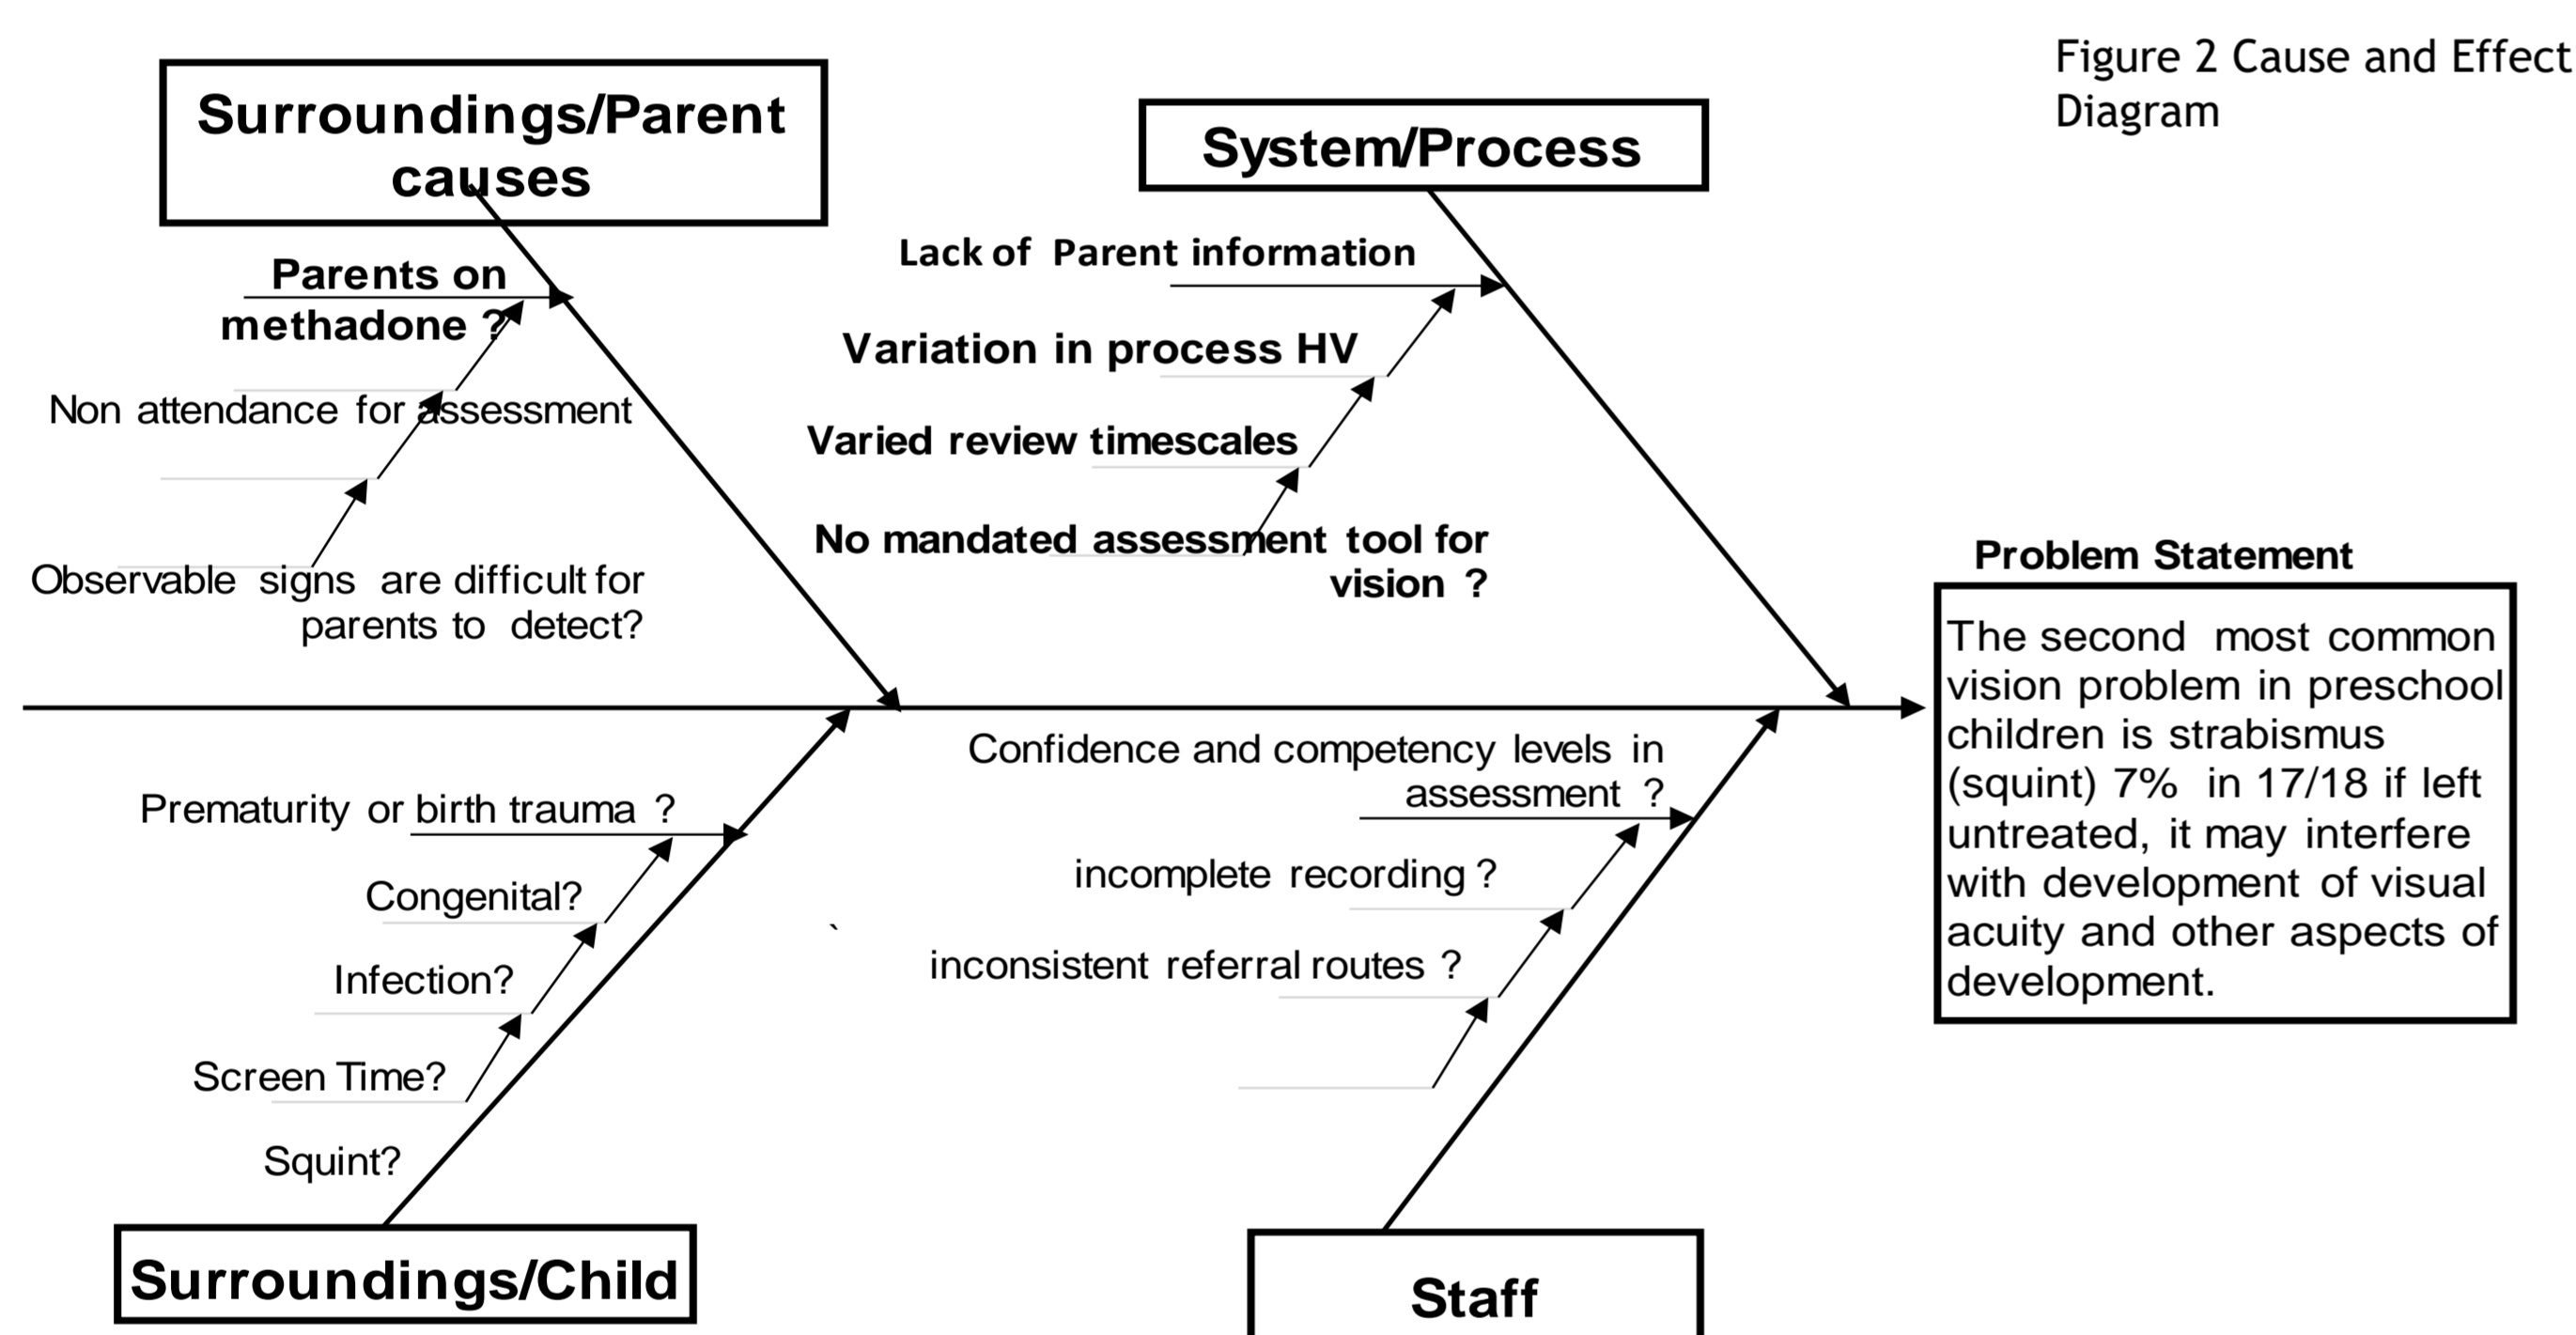 Figure 2 Cause and Effect
Diagram
Surroundings/Parent
causes
Parents on
methadone ?
Non attendance for assessment
Observable signs are difficult for
parents to detect?
System/Process
Lack of Parent information
Variation in process HV
Varied review timescales
No mandated assessment tool for
vision ?
Problem Statement
The second most common
vision problem in preschool
children is strabismus
(squint) 7% in 17/18 if left
untreated, it may interfere
with development of visual
acuity and other aspects of
development.
Prematurity or birth trauma ?
Congenital?
Infection?
Screen Time?
Squint?
Surroundings/Child
`
Confidence and competency levels in
assessment ?
incomplete recording ?
inconsistent referral routes ?
Staff